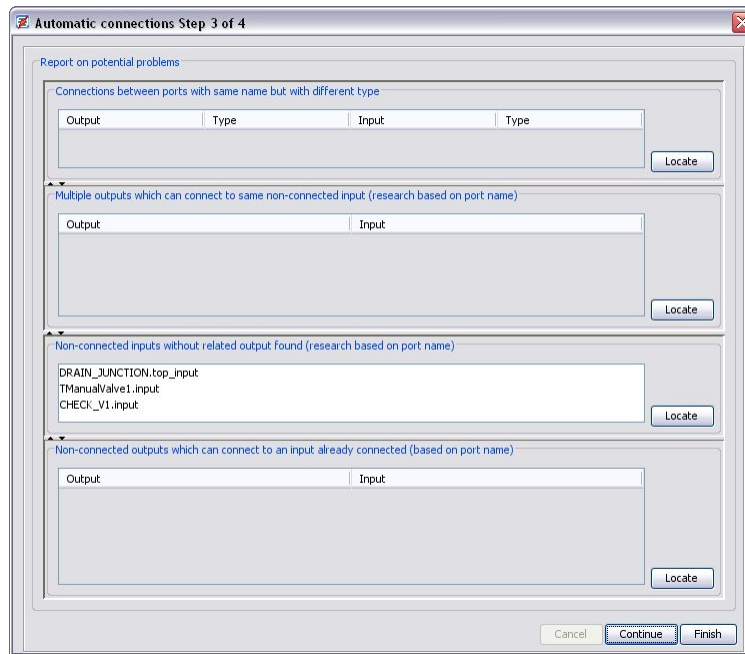 Automatic connections Step 3 of 4
Report on potential problems
Connections between ports with same name but with different type
Output Type Input Type
Locate
Multiple outputs which can connect to same non-connected input (research based on port name)
Output Input
Locate
Non-connected inputs without related output found (research based on port name)
DRAIN_JUNCTION.top_input
TManualValve1.input
CHECK_V1.input
Locate
Non-connected outputs which can connect to an input already connected (based on port name)
Output Input
Locate
Cancel Continue Finish